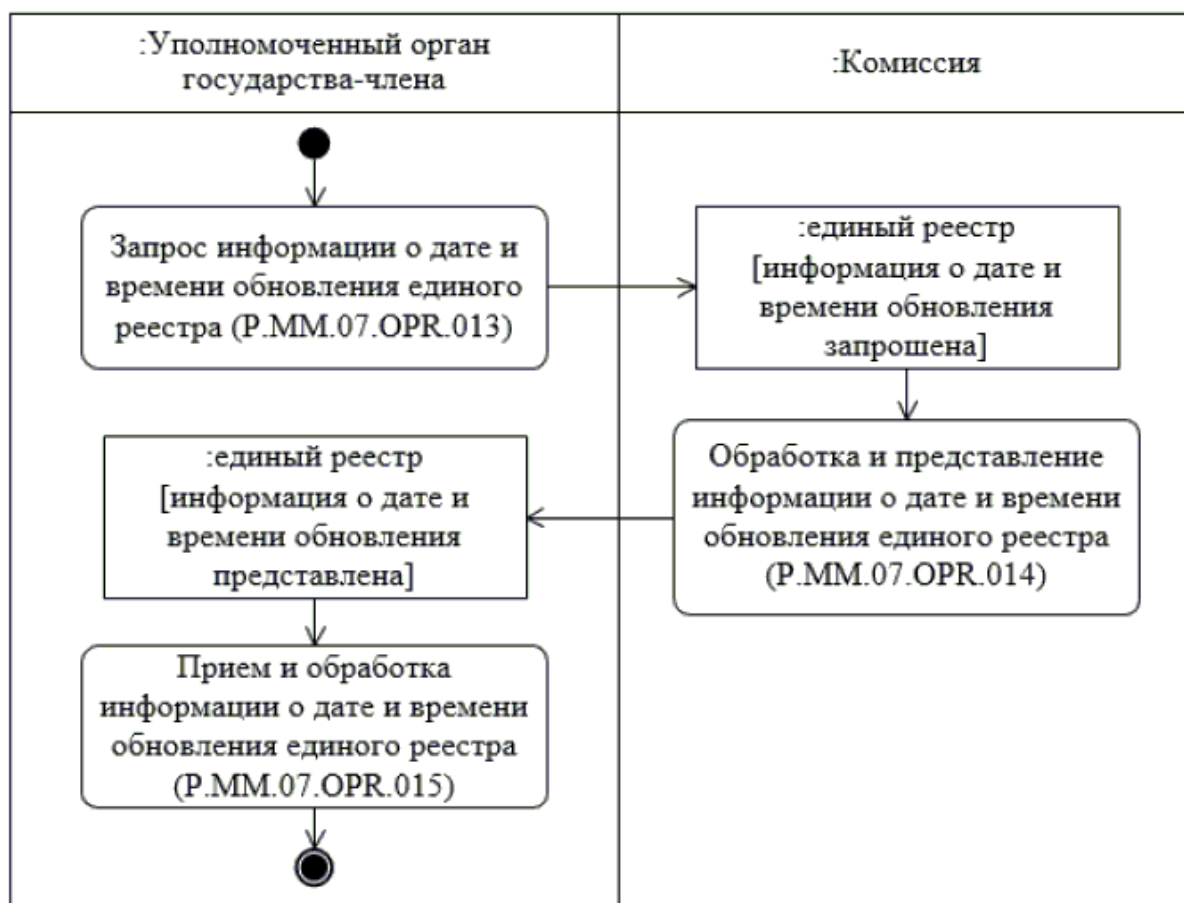 :Уполномоченный орган
государства-члена
:Комиссия
Запрос информации о дате и
времени обновления единого
реестра (P.MM.07.OPR.013)
:единый реестр
[информация о дате и
времени обновления
запрошена]
Обработка и представление
информации о дате и времени
обновления единого реестра
(P.MM.07.OPR.014)
:единый реестр
[информация о дате и
времени обновления
представлена]
Прием и обработка
информации о дате и времени
обновления единого реестра
(P.MM.07.OPR.015)